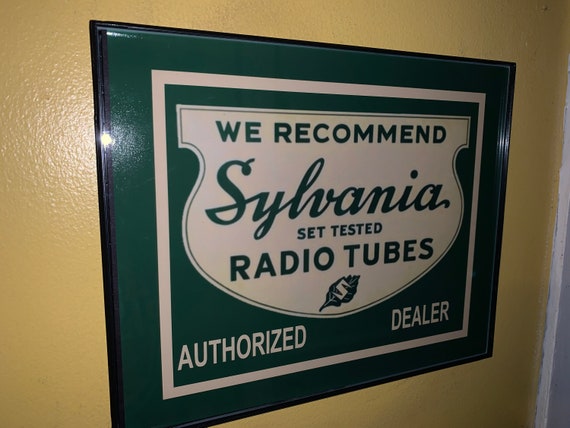 WE RECOMMEND
Sylvania
SET TESTED
RADIO TUBES
AUTHORIZED DEALER